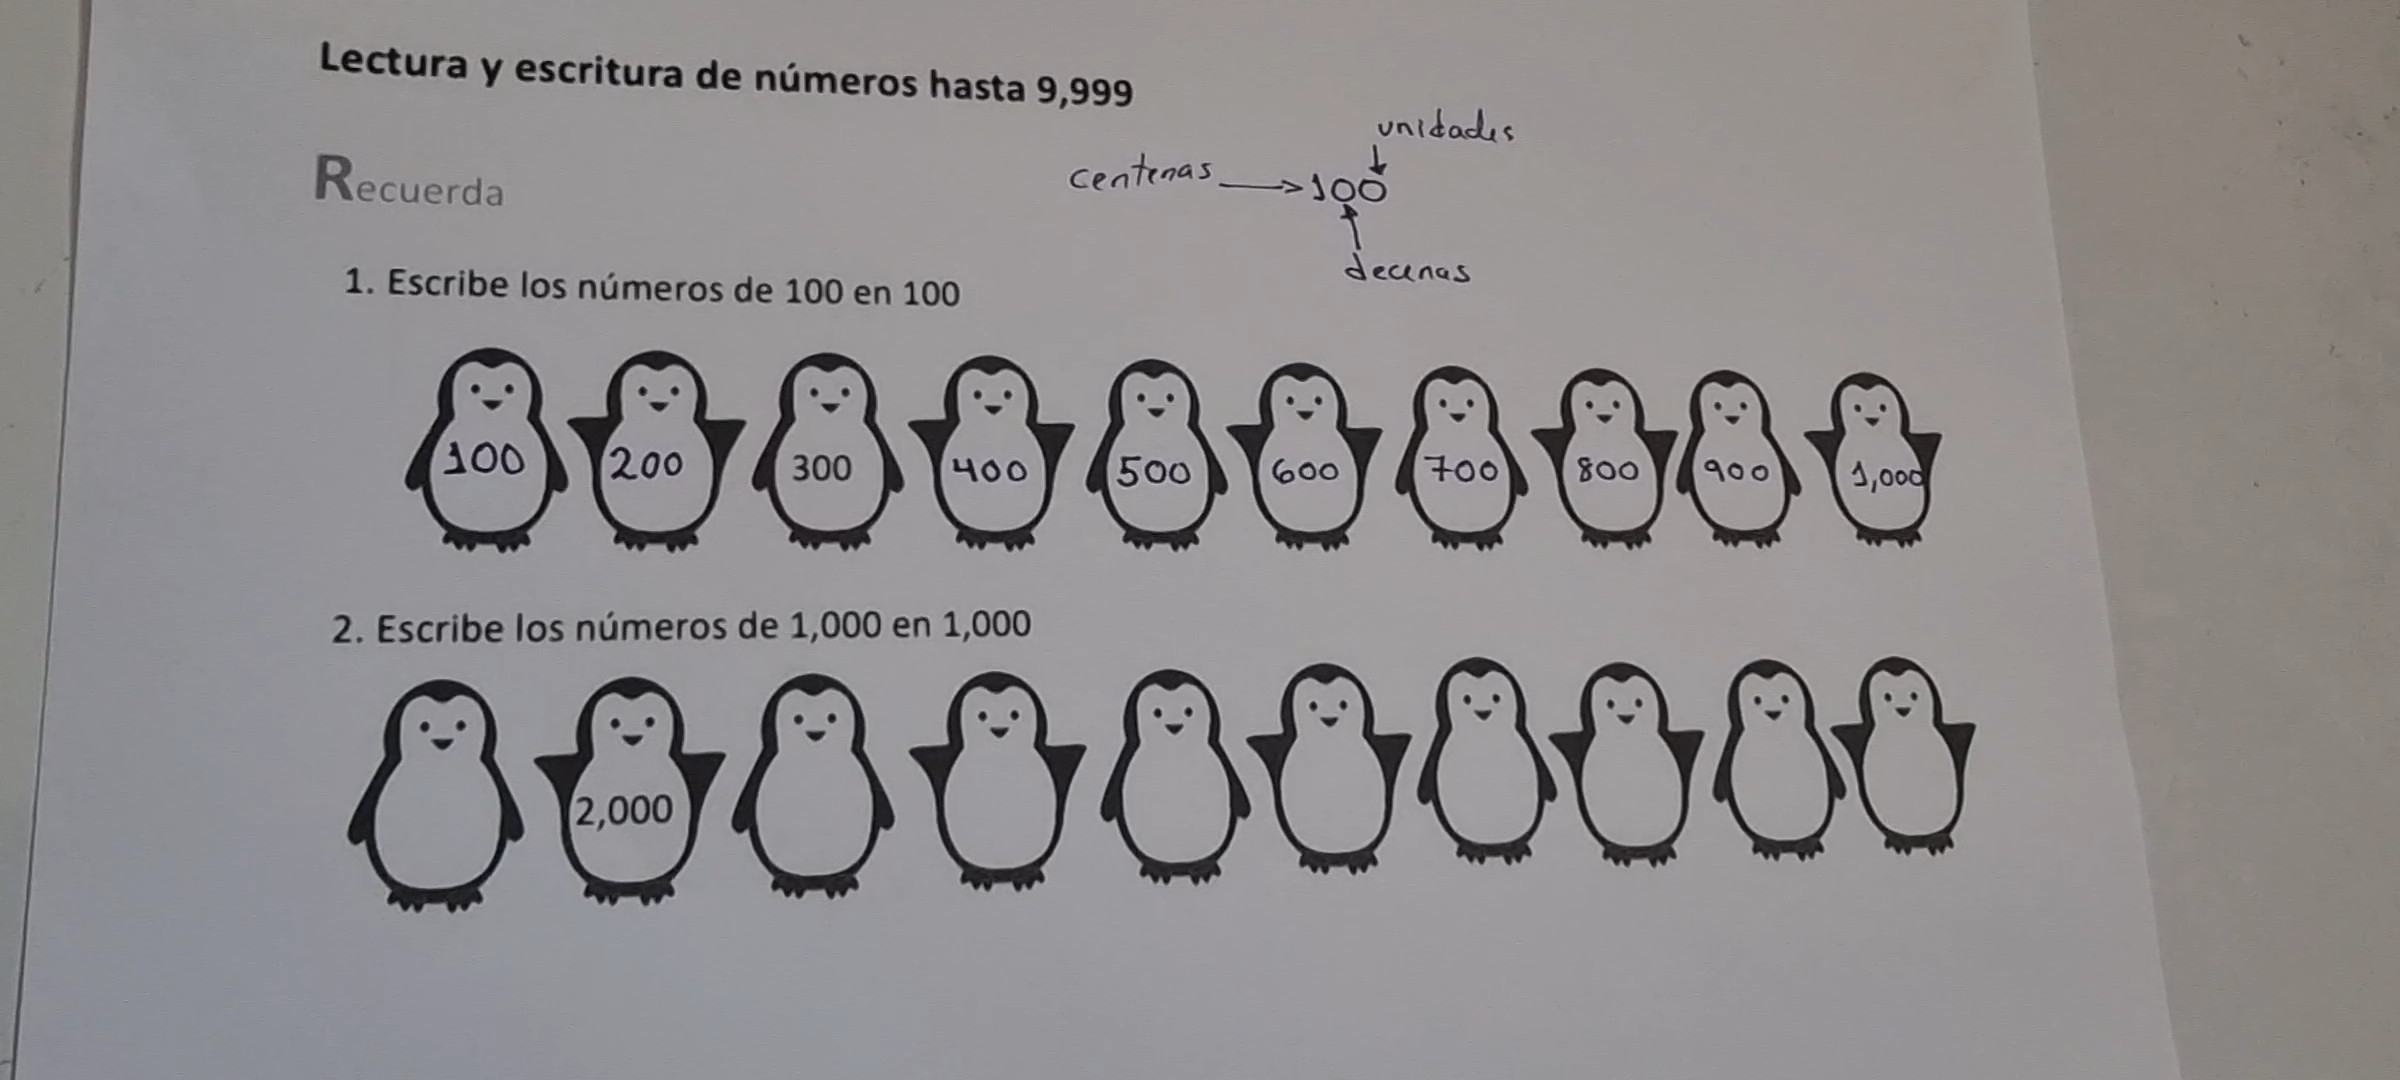 Lectura y escritura de números hasta 9,999
unidades
Recuerda
centenas 100
decenas
1. Escribe los números de 100 en 100
100 200 300 400 500 600 700 800 900 1,000
2. Escribe los números de 1,000 en 1,000
2,000